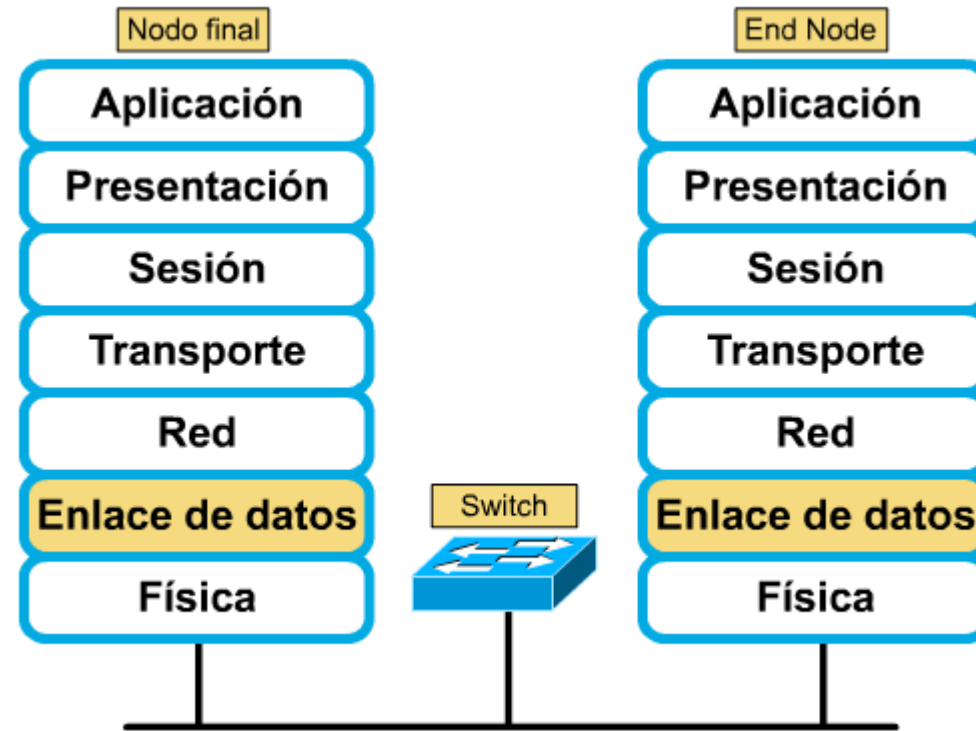 Nodo final
Aplicación
Presentación
Sesión
Transporte
Red
Enlace de datos
Física
Switch
End Node
Aplicación
Presentación
Sesión
Transporte
Red
Enlace de datos
Física